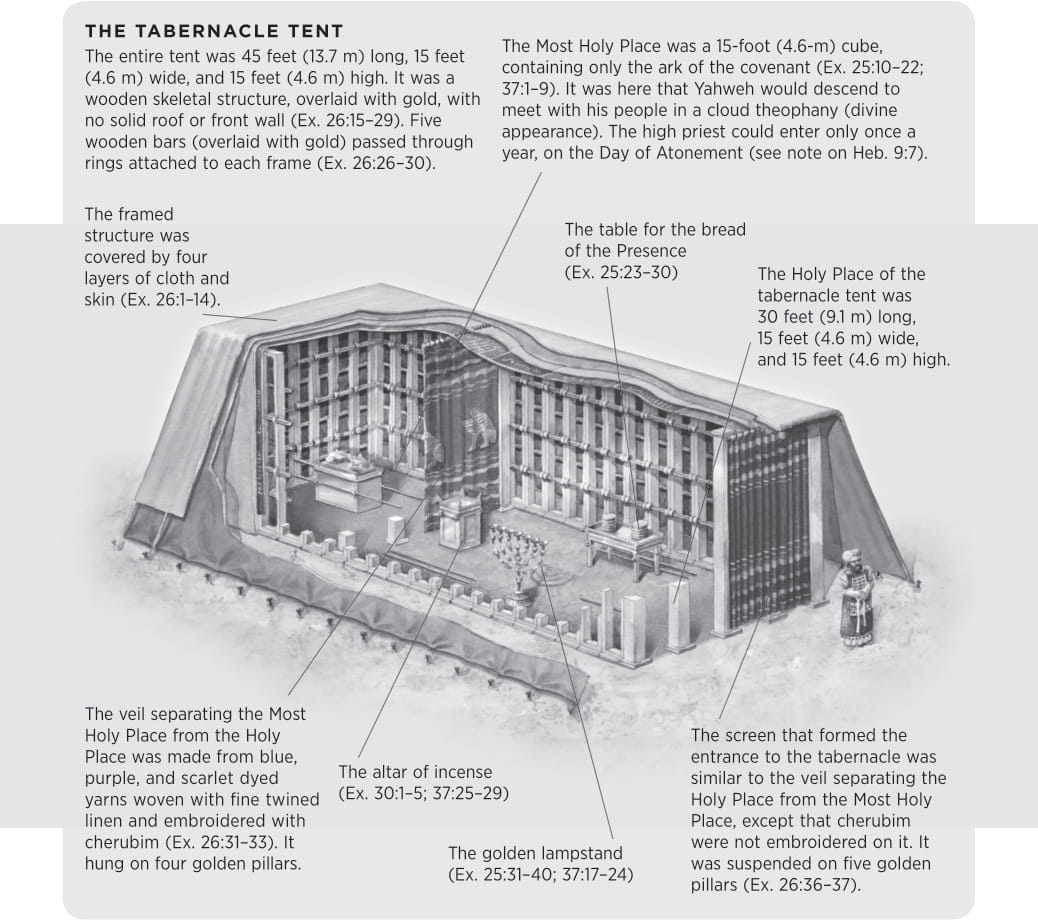 THE TABERNACLE TENT
The entire tent was 45 feet (13.7 m) long, 15 feet
(4.6 m) wide, and 15 feet (4.6 m) high. It was a
wooden skeletal structure, overlaid with gold, with
no solid roof or front wall (Ex. 26:15–29). Five
wooden bars (overlaid with gold) passed through
rings attached to each frame (Ex. 26:26–30).
The Most Holy Place was a 15-foot (4.6-m) cube,
containing only the ark of the covenant (Ex. 25:10–22;
37:1–9). It was here that Yahweh would descend to
meet with his people in a cloud theophany (divine
appearance). The high priest could enter only once a
year, on the Day of Atonement (see note on Heb. 9:7).
The framed
structure was
covered by four
layers of cloth and
skin (Ex. 26:1–14).
The table for the bread
of the Presence
(Ex. 25:23–30)
The Holy Place of the
tabernacle tent was
30 feet (9.1 m) long,
15 feet (4.6 m) wide,
and 15 feet (4.6 m) high.
The veil separating the Most
Holy Place from the Holy
Place was made from blue,
purple, and scarlet dyed
yarns woven with fine twined
linen and embroidered with
cherubim (Ex. 26:31–33). It
hung on four golden pillars.
The altar of incense
(Ex. 30:1–5; 37:25–29)
The golden lampstand
(Ex. 25:31–40; 37:17–24)
The screen that formed the
entrance to the tabernacle was
similar to the veil separating the
Holy Place from the Most Holy
Place, except that cherubim
were not embroidered on it. It
was suspended on five golden
pillars (Ex. 26:36–37).